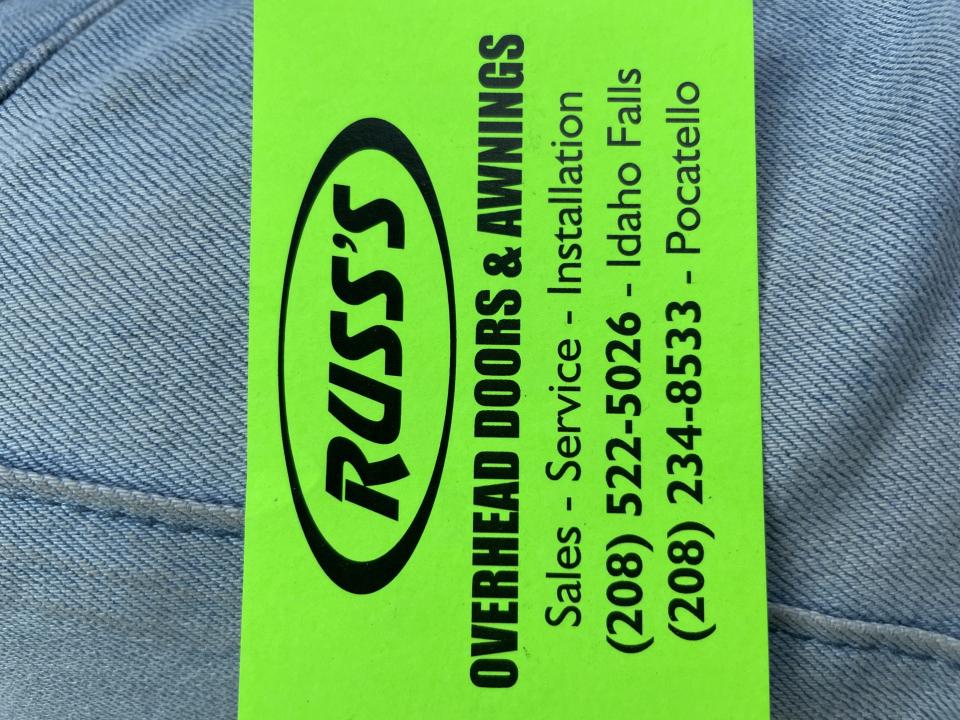 RUSS'S
OVERHEAD DOORS & AWNINGS
Sales - Service - Installation
(208) 522-5026 - Idaho Falls
(208) 234-8533 - Pocatello